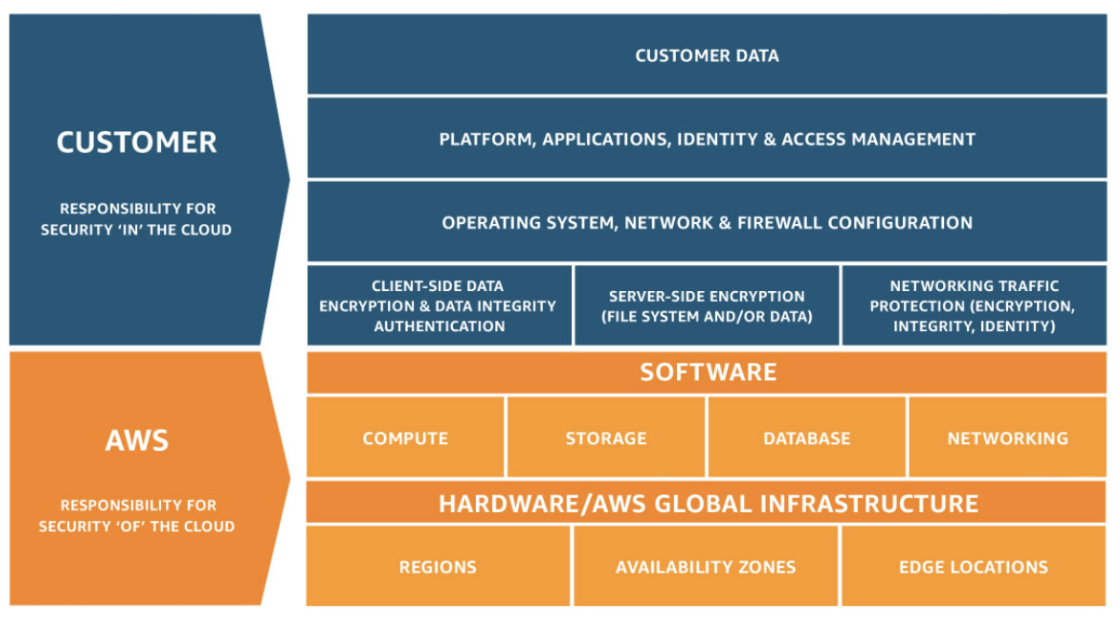 CUSTOMER
RESPONSIBILITY FOR
SECURITY ‘IN’ THE CLOUD
CUSTOMER DATA
PLATFORM, APPLICATIONS, IDENTITY & ACCESS MANAGEMENT
OPERATING SYSTEM, NETWORK & FIREWALL CONFIGURATION
CLIENT-SIDE DATA
ENCRYPTION & DATA INTEGRITY
AUTHENTICATION
SERVER-SIDE ENCRYPTION
(FILE SYSTEM AND/OR DATA)
NETWORKING TRAFFIC
PROTECTION (ENCRYPTION,
INTEGRITY, IDENTITY)
AWS
RESPONSIBILITY FOR
SECURITY ‘OF’ THE CLOUD
SOFTWARE
COMPUTE
STORAGE
DATABASE
NETWORKING
HARDWARE/AWS GLOBAL INFRASTRUCTURE
REGIONS
AVAILABILITY ZONES
EDGE LOCATIONS